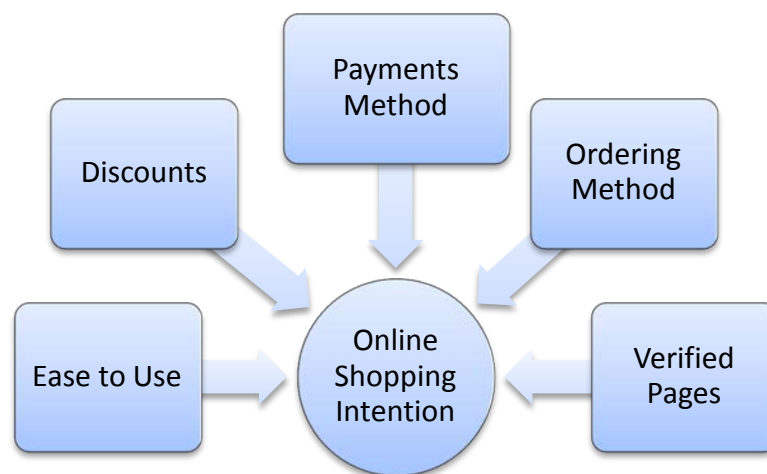 Payments
Method
Discounts
Ordering
Method
Ease to Use
Online
Shopping
Intention
Verified
Pages